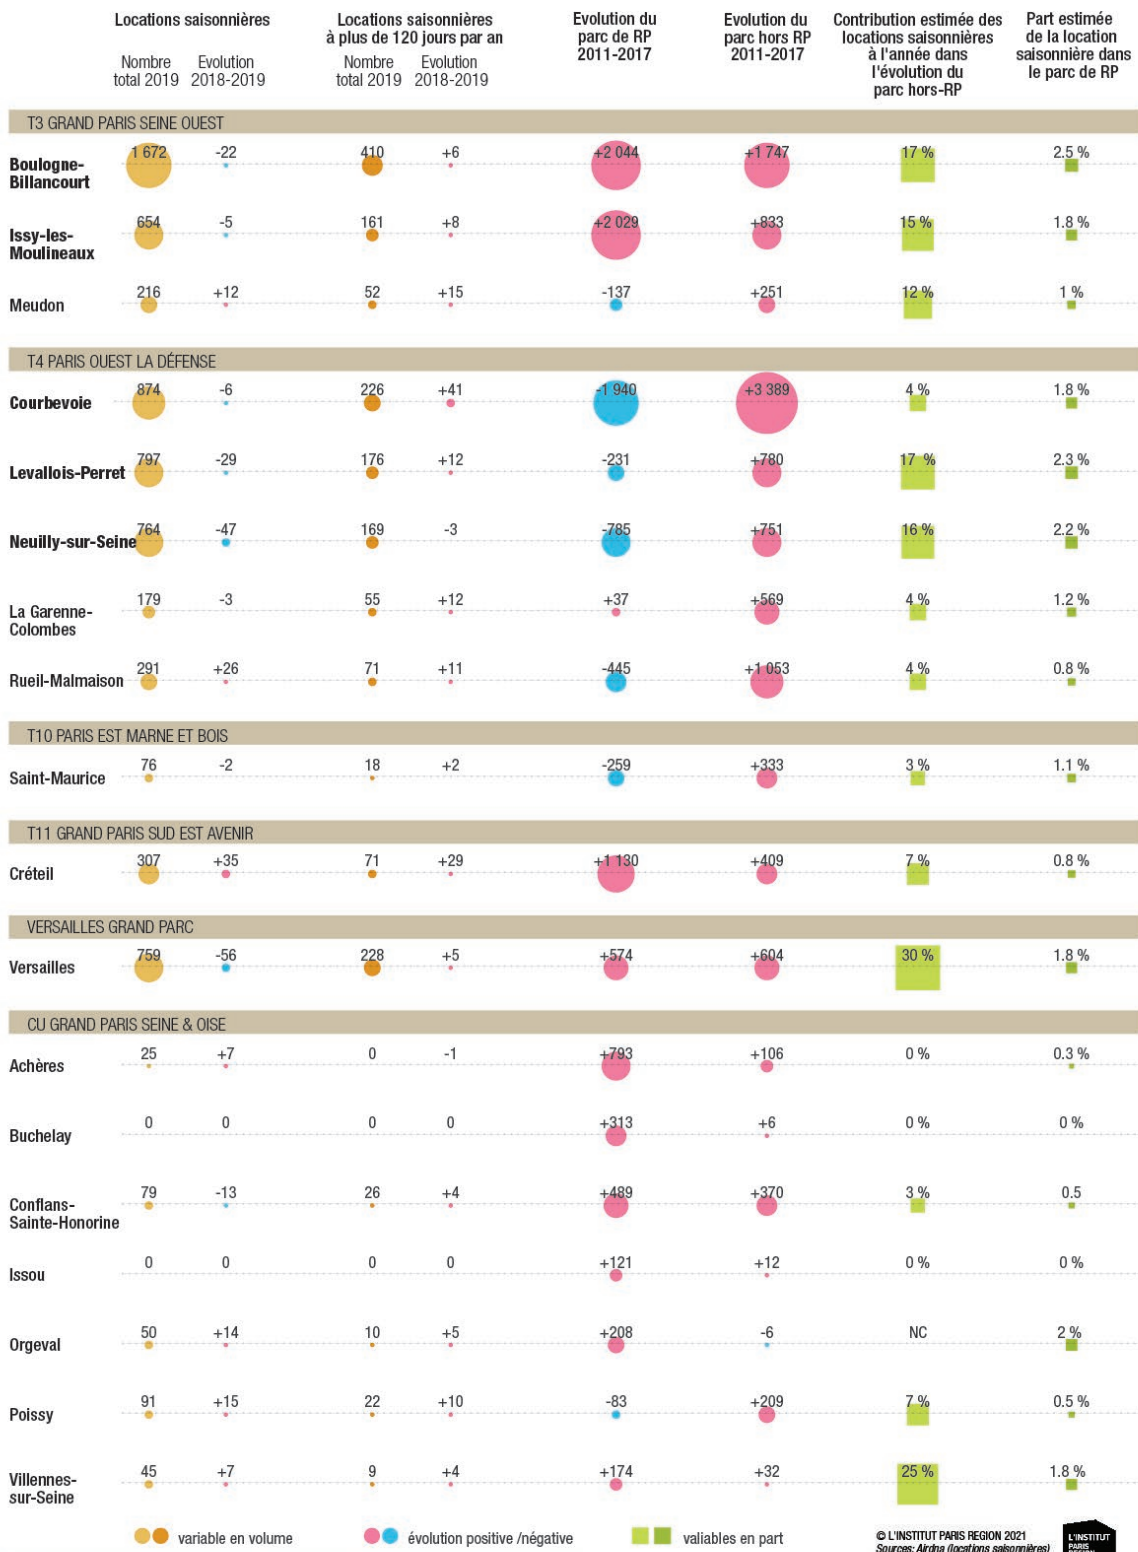 Locations saisonnières
Locations saisonnières
à plus de 120 jours par an
Evolution du
parc de RP
2011-2017
Evolution du
parc hors RP
2011-2017
Contribution estimée des
locations saisonnières
à l'année dans
l'évolution du
parc hors-RP
Part estimée
de la location
saisonnière dans
le parc de RP
Nombre
total 2019
Evolution
2018-2019
Nombre
total 2019
Evolution
2018-2019
T3 GRAND PARIS SEINE OUEST
Boulogne-
Billancourt
1 672 -22 410 +6 +2 044 +1 747 17 % 2.5 %
Issy-les-
Moulineaux
654 -5 161 +8 +2 029 +833 15 % 1.8 %
Meudon 216 +12 52 +15 -137 +251 12 % 1 %
T4 PARIS OUEST LA DÉFENSE
Courbevoie 874 -6 226 +41 -1 940 +3 389 4 % 1.8 %
Levallois-Perret 797 -29 176 +12 -231 +780 17 % 2.3 %
Neuilly-sur-Seine 764 -47 169 -3 -785 +751 16 % 2.2 %
La Garenne-
Colombes
179 -3 55 +12 +37 +569 4 % 1.2 %
Rueil-Malmaison 291 +26 71 +11 -445 +1 053 4 % 0.8 %
T10 PARIS EST MARNE ET BOIS
Saint-Maurice 76 -2 18 +2 -259 +333 3 % 1.1 %
T11 GRAND PARIS SUD EST AVENIR
Créteil 307 +35 71 +29 +1 130 +409 7 % 0.8 %
VERSAILLES GRAND PARC
Versailles 759 -56 228 +5 +574 +604 30 % 1.8 %
CU GRAND PARIS SEINE & OISE
Achères 25 +7 0 -1 +793 +106 0 % 0.3 %
Buchelay 0 0 0 0 +313 +6 0 % 0 %
Conflans-
Sainte-Honorine
79 -13 26 +4 +489 +370 3 % 0.5
Issou 0 0 0 0 +121 +12 0 % 0 %
Orgeval 50 +14 10 +5 +208 -6 NC 2 %
Poissy 91 +15 22 +10 -83 +209 7 % 0.5 %
Villennes-
sur-Seine
45 +7 9 +4 +174 +32 25 % 1.8 %
variable en volume
évolution positive /négative
valiables en part
© L'INSTITUT PARIS REGION 2021
Sources: Airdna (locations saisonnières)
L'INSTITUT
PARIS
REGION